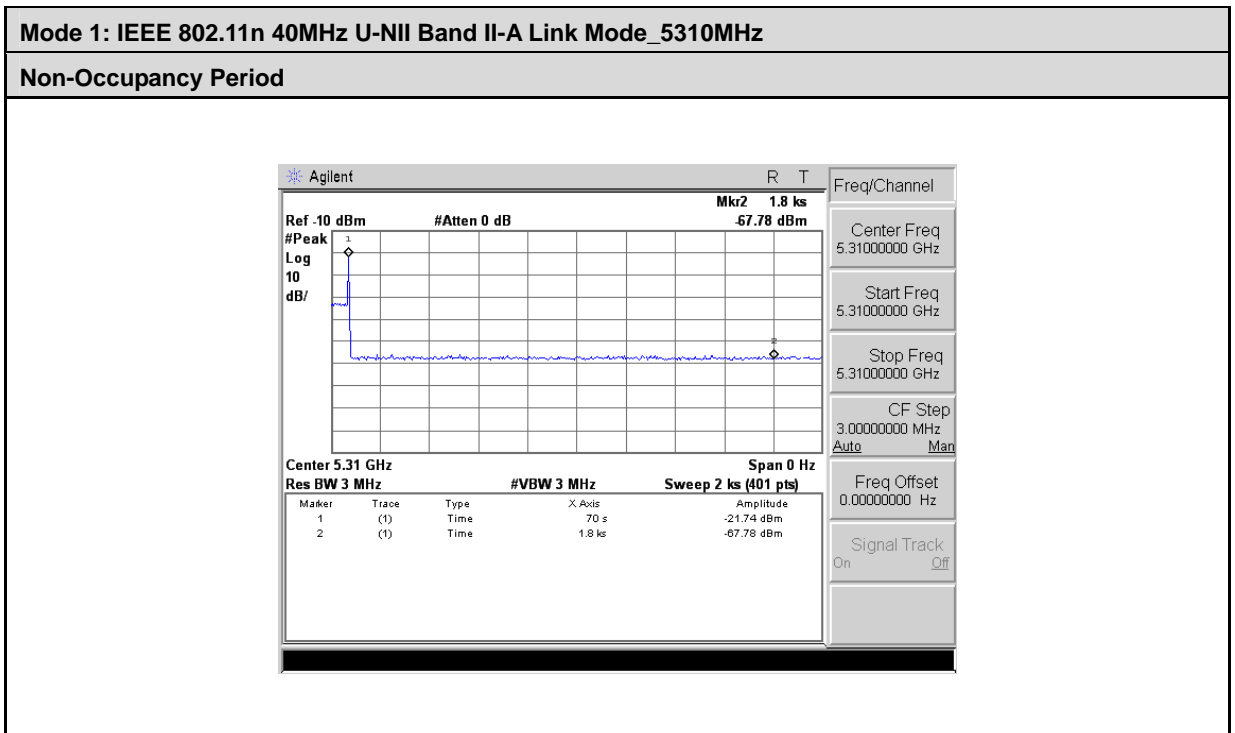 Mode 1: IEEE 802.11n 40MHz U-NII Band II-A Link Mode_5310MHz
Non-Occupancy Period
Agilent R T
Mkr2 1.8 ks
Ref -10 dBm #Atten 0 dB -67.78 dBm
#Peak
Log
10
dB/
1
2
Center 5.31 GHz Span 0 Hz
Res BW 3 MHz #VBW 3 MHz Sweep 2 ks (401 pts)
Marker Trace Type X Axis Amplitude
1 (1) Time 70 s -21.74 dBm
2 (1) Time 1.8 ks -67.78 dBm
Freq/Channel
Center Freq
5.31000000 GHz
Start Freq
5.31000000 GHz
Stop Freq
5.31000000 GHz
CF Step
3.00000000 MHz
Auto Man
Freq Offset
0.00000000 Hz
Signal Track
On Off